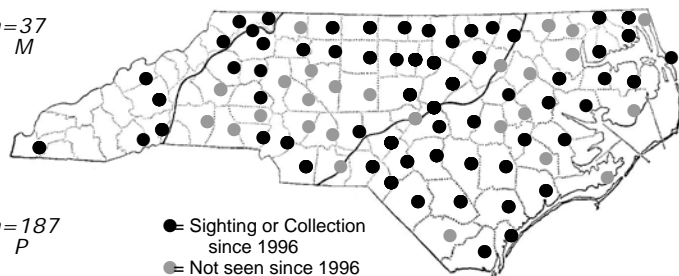 =37
M
=187
P
= Sighting or Collection
since 1996
= Not seen since 1996